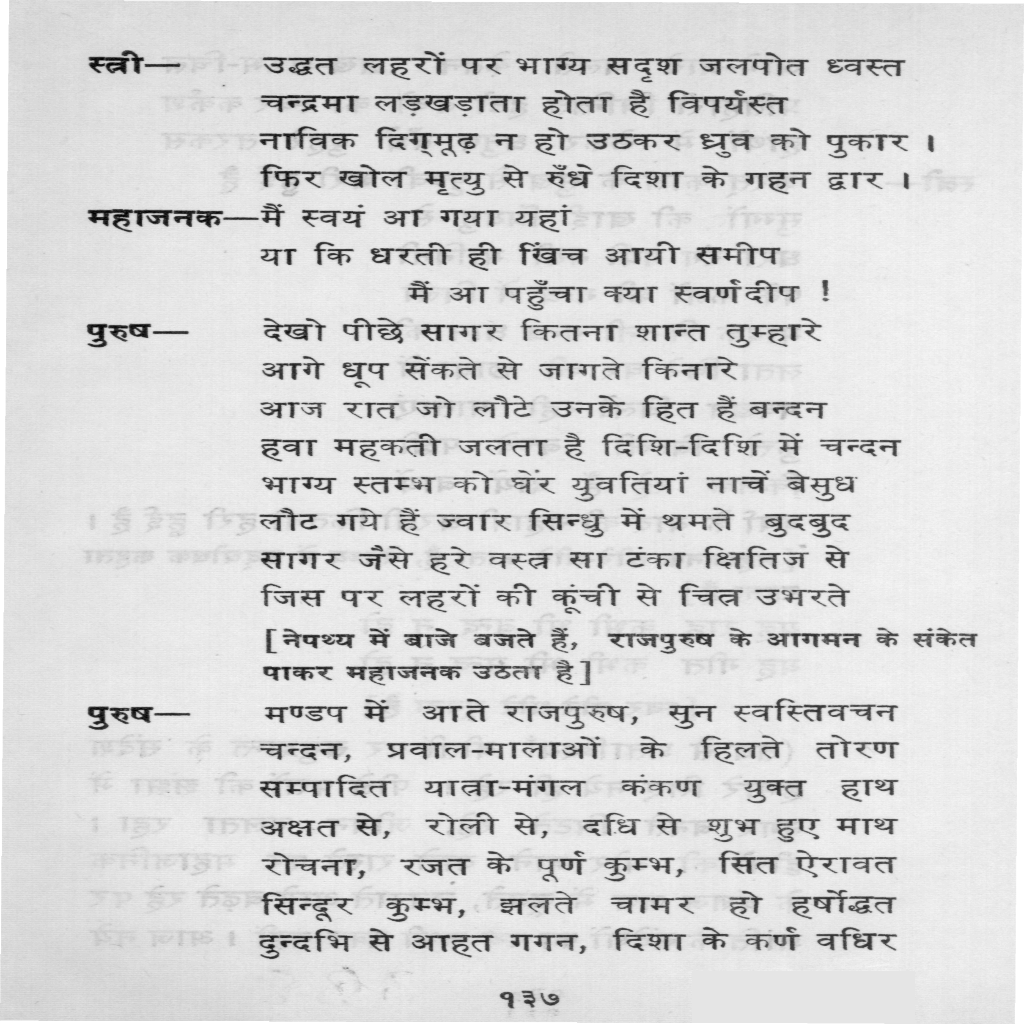 स्त्री— उद्धत लहरों पर भाग्य सदृश जलपोत ध्वस्त
चन्द्रमा लड़खड़ाता होता है विपर्यस्त
नाविक दिग्मूढ़ न हो उठकर ध्रुव को पुकार ।
फिर खोल मृत्यु से रुँधे दिशा के गहन द्वार ।
महाजनक—मैं स्वयं आ गया यहां
या कि धरती ही खिंच आयी समीप
मैं आ पहुँचा क्या स्वर्णदीप !
पुरुष— देखो पीछे सागर कितना शान्त तुम्हारे
आगे धूप सेंकते से जागते किनारे
आज रात जो लौटे उनके हित हैं बन्दन
हवा महकती जलता है दिशि-दिशि में चन्दन
भाग्य स्तम्भ को घेंर युवतियां नाचें बेसुध
लौट गये हैं ज्वार सिन्धु में थमते बुदबुद
सागर जैसे हरे वस्त्र सा टंका क्षितिज से
जिस पर लहरों की कूंची से चित्र उभरते
[नेपथ्य में बाजे बजते हैं, राजपुरुष के आगमन के संकेत
पाकर महाजनक उठता है]
पुरुष— मण्डप में आते राजपुरुष, सुन स्वस्तिवचन
चन्दन, प्रवाल-मालाओं के हिलते तोरण
सम्पादित यात्रा-मंगल कंकण युक्त हाथ
अक्षत से, रोली से, दधि से शुभ हुए माथ
रोचना, रजत के पूर्ण कुम्भ, सित ऐरावत
सिन्दूर कुम्भ, झलते चामर हो हर्षोद्धत
दुन्दभि से आहत गगन, दिशा के कर्ण वधिर
१३७